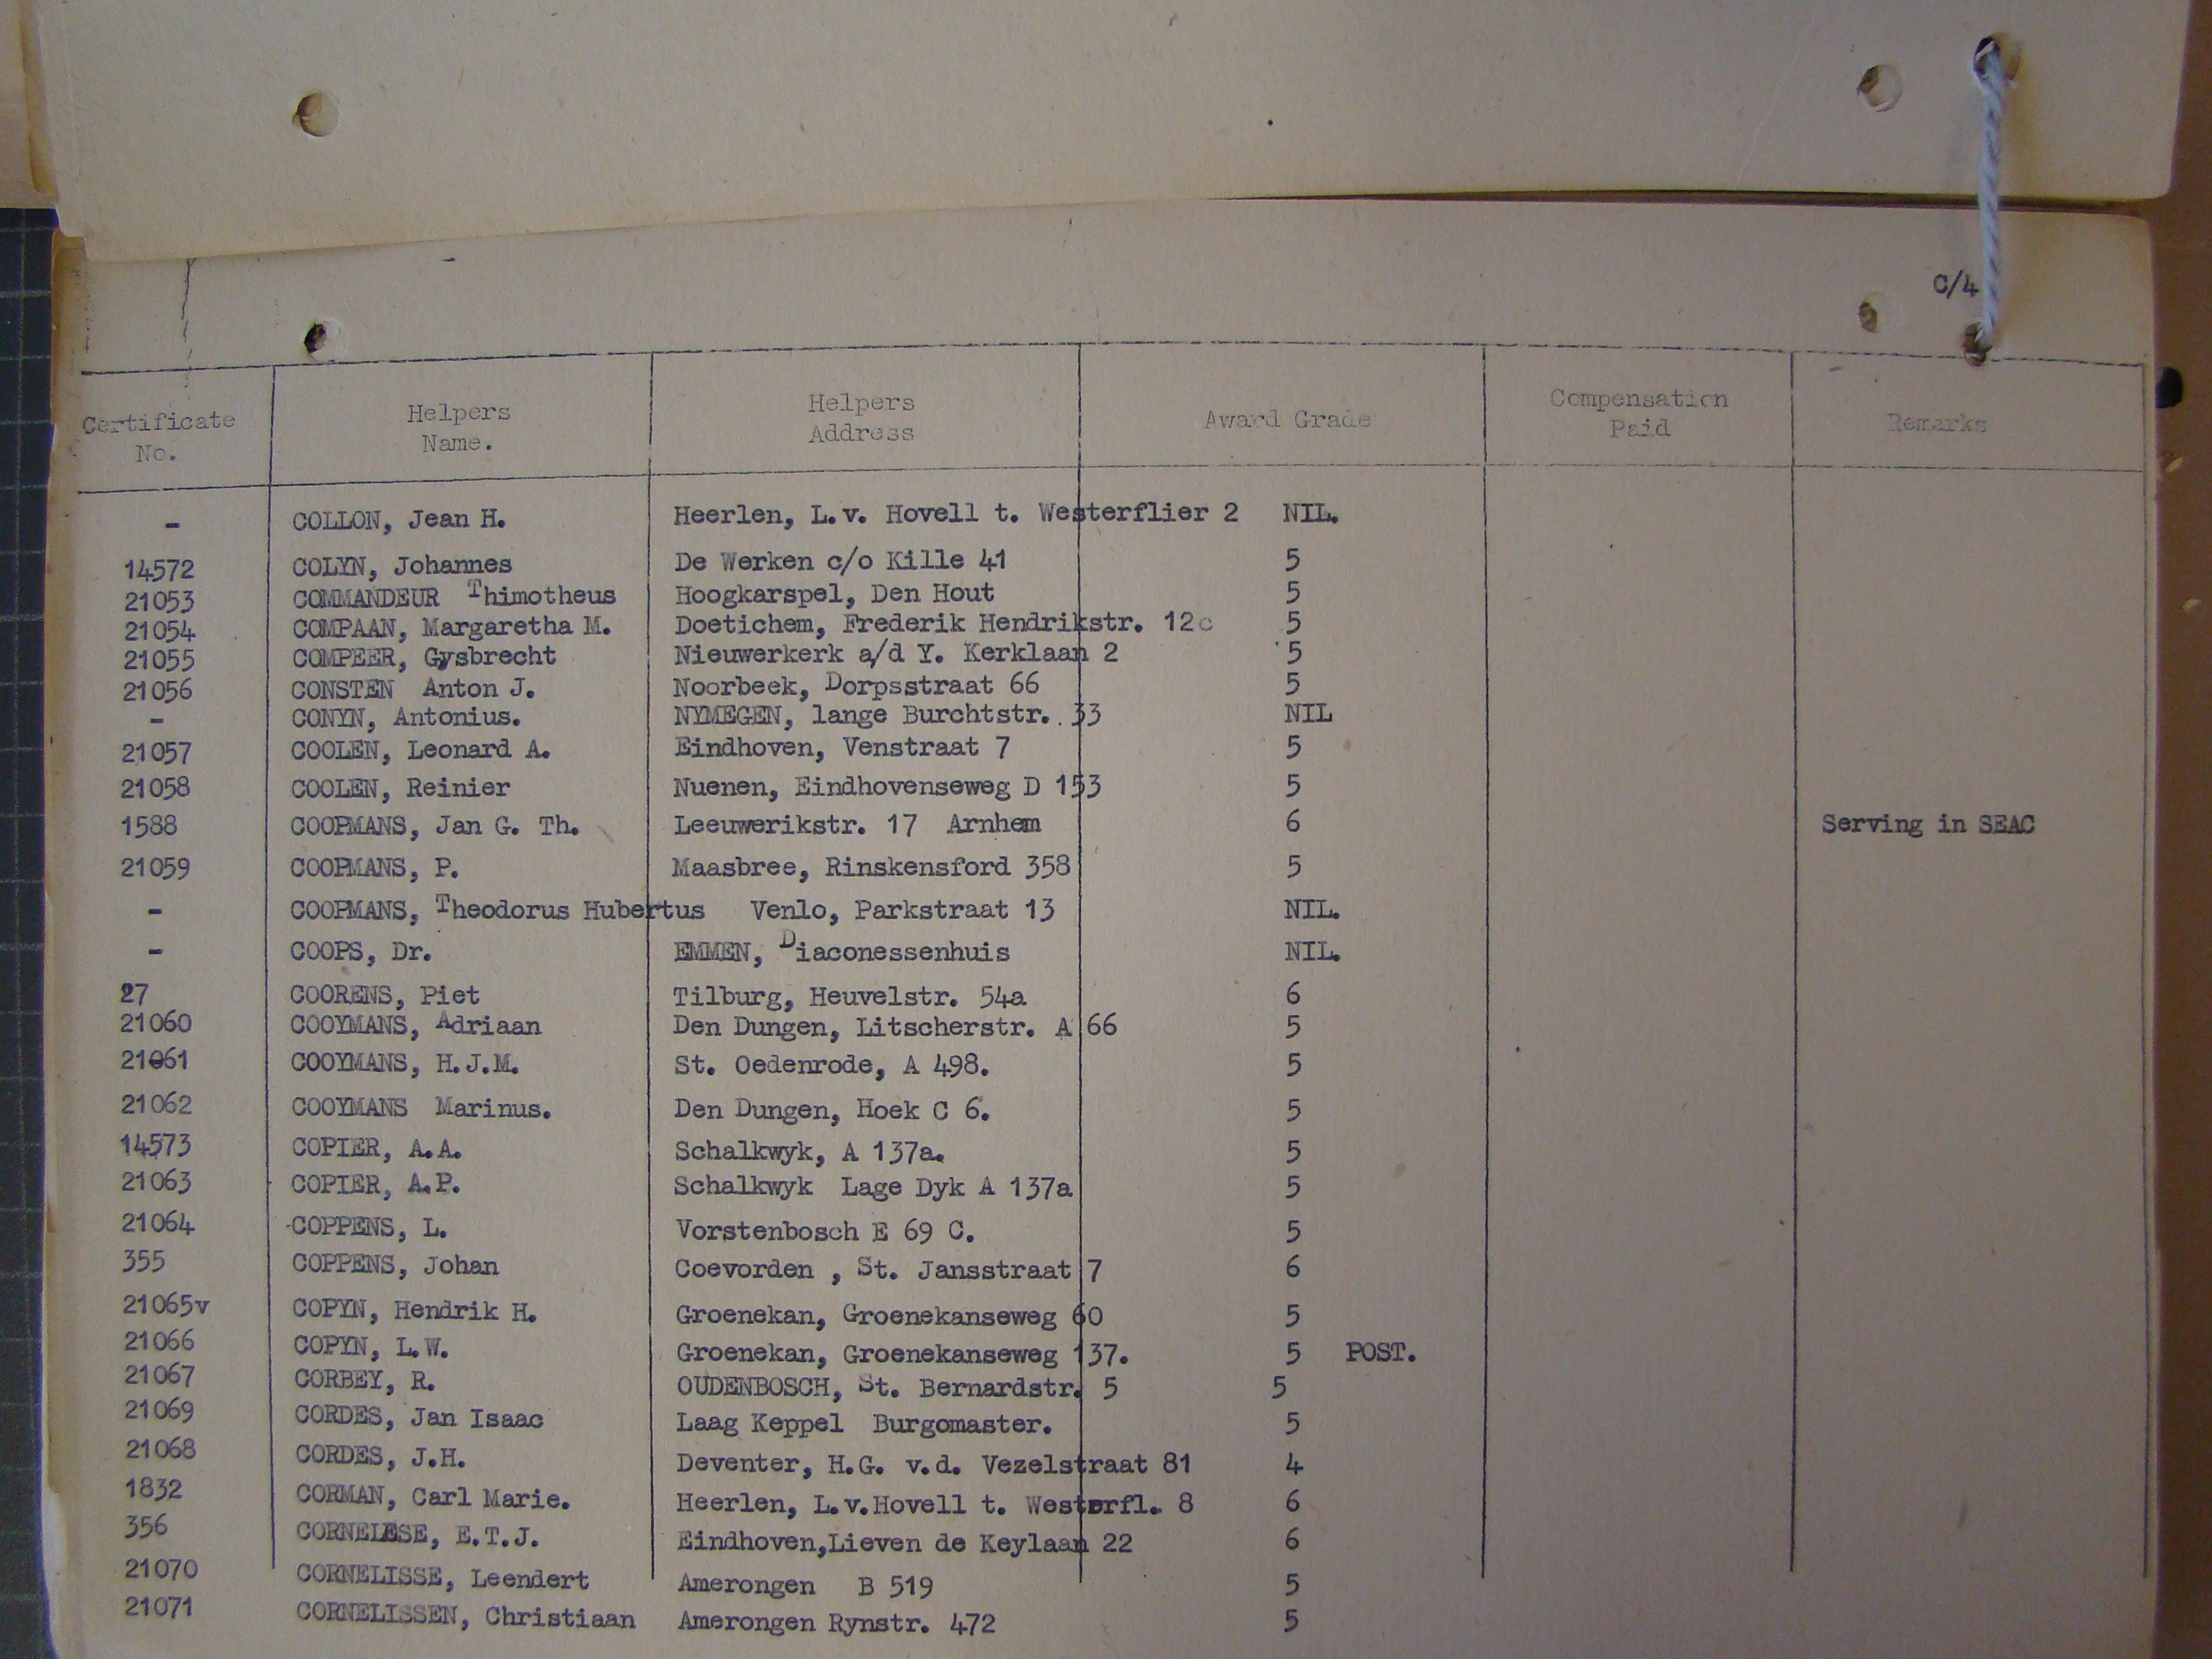 C/4
Certificate No. Helpers Name. Helpers Address Award Grade Compensation Paid Remarks
- COLLON, Jean H. Heerlen, L.v. Hovell t. Westerflier 2 NIL.
14572 COLYN, Johannes De Werken c/o Kille 41 5
21053 COMMANDEUR Thimotheus Hoogkarspel, Den Hout 5
21054 COMPAAN, Margaretha M. Doetichem, Frederik Hendrikstr. 12c 5
21055 COMPEER, Gysbrecht Nieuwerkerk a/d Y. Kerklaan 2 5
21056 CONSTEN Anton J. Noorbeek, Dorpsstraat 66 5
- CONYN, Antonius. NYMEGEN, lange Burchtstr. 33 NIL
21057 COOLEN, Leonard A. Eindhoven, Venstraat 7 5
21058 COOLEN, Reinier Nuenen, Eindhovenseweg D 153 5
1588 COOPMANS, Jan G. Th. Leeuwerikstr. 17 Arnhem 6 Serving in SEAC
21059 COOPMANS, P. Maasbree, Rinskensford 358 5
- COOPMANS, Theodorus Hubertus Venlo, Parkstraat 13 NIL.
- COOPS, Dr. EMMEN, Diaconessenhuis NIL.
27 COORENS, Piet Tilburg, Heuvelstr. 54a 6
21060 COOYMANS, Adriaan Den Dungen, Litscherstr. A 66 5
21061 COOYMANS, H.J.M. St. Oedenrode, A 498. 5
21062 COOYMANS Marinus. Den Dungen, Hoek C 6. 5
14573 COPIER, A.A. Schalkwyk, A 137a. 5
21063 COPIER, A.P. Schalkwyk Lage Dyk A 137a 5
21064 COPPENS, L. Vorstenbosch E 69 C. 5
355 COPPENS, Johan Coevorden , St. Jansstraat 7 6
21065v COPYN, Hendrik H. Groenekan, Groenekanseweg 60 5
21066 COPYN, L.W. Groenekan, Groenekanseweg 137. 5 POST.
21067 CORBEY, R. OUDENBOSCH, St. Bernardstr. 5 5
21069 CORDES, Jan Isaac Laag Keppel Burgomaster. 5
21068 CORDES, J.H. Deventer, H.G. v.d. Vezelstraat 81 4
1832 CORMAN, Carl Marie. Heerlen, L.v.Hovell t. Westerfl. 8 6
356 CORNELESE, E.T.J. Eindhoven,Lieven de Keylaan 22 6
21070 CORNELISSE, Leendert Amerongen B 519 5
21071 CORNELISSEN, Christiaan Amerongen Rynstr. 472 5